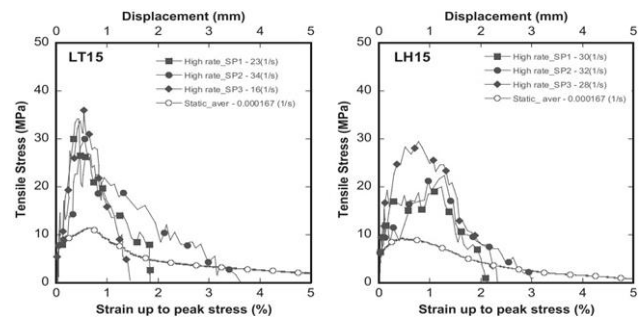 Displacement (mm)
0 1 2 3 4 5
50
40
30
20
10
0
Tensile Stress (MPa)
LT15
High rate_SP1 - 23(1/s)
High rate_SP2 - 34(1/s)
High rate_SP3 - 16(1/s)
Static_aver - 0.000167 (1/s)
0 1 2 3 4 5
Strain up to peak stress (%)
Displacement (mm)
0 1 2 3 4 5
50
40
30
20
10
0
Tensile Stress (MPa)
LH15
High rate_SP1 - 30(1/s)
High rate_SP2 - 32(1/s)
High rate_SP3 - 28(1/s)
Static_aver - 0.000167 (1/s)
0 1 2 3 4 5
Strain up to peak stress (%)